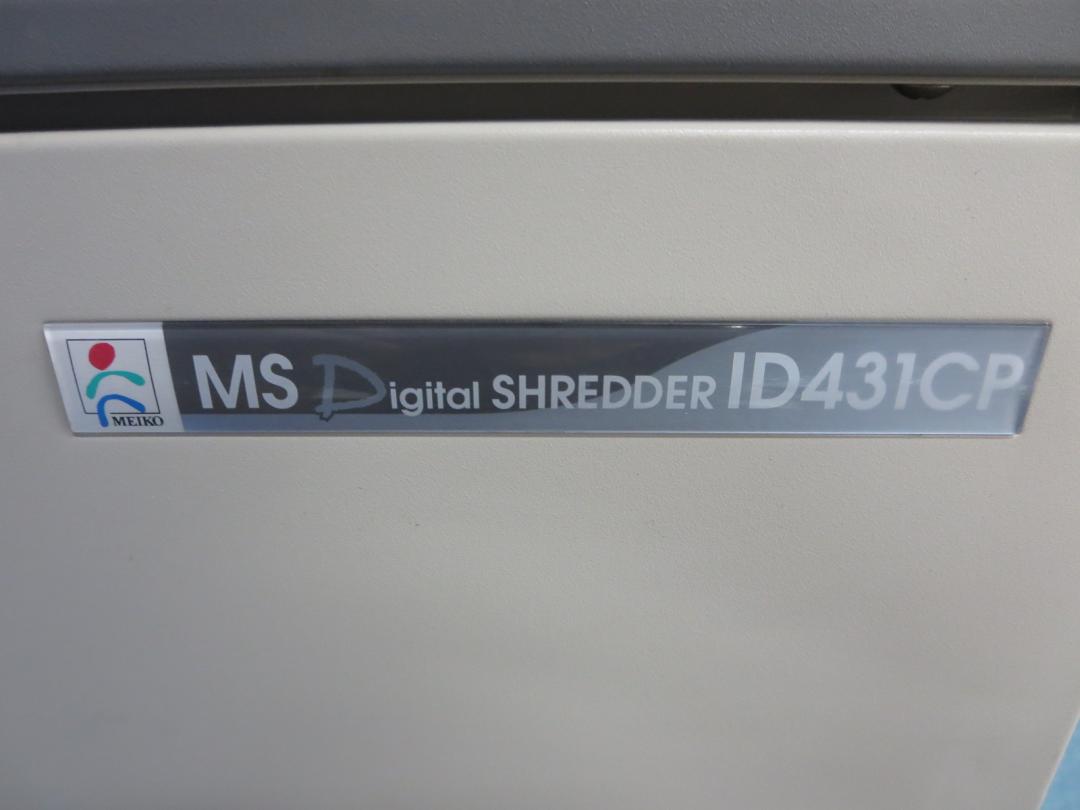 MEIKO
MS Digital SHREDDER ID431CP